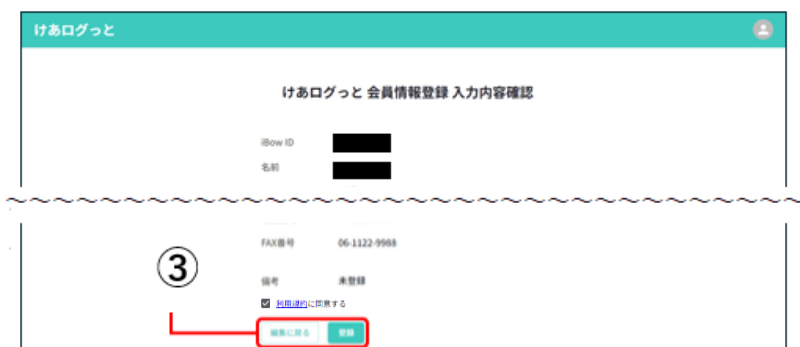 けあログっと
けあログっと 会員情報登録 入力内容確認
iBow ID
名前
FAX番号 06-1122-9988
③
備考 未登録
利用規約に同意する
編集に戻る 登録